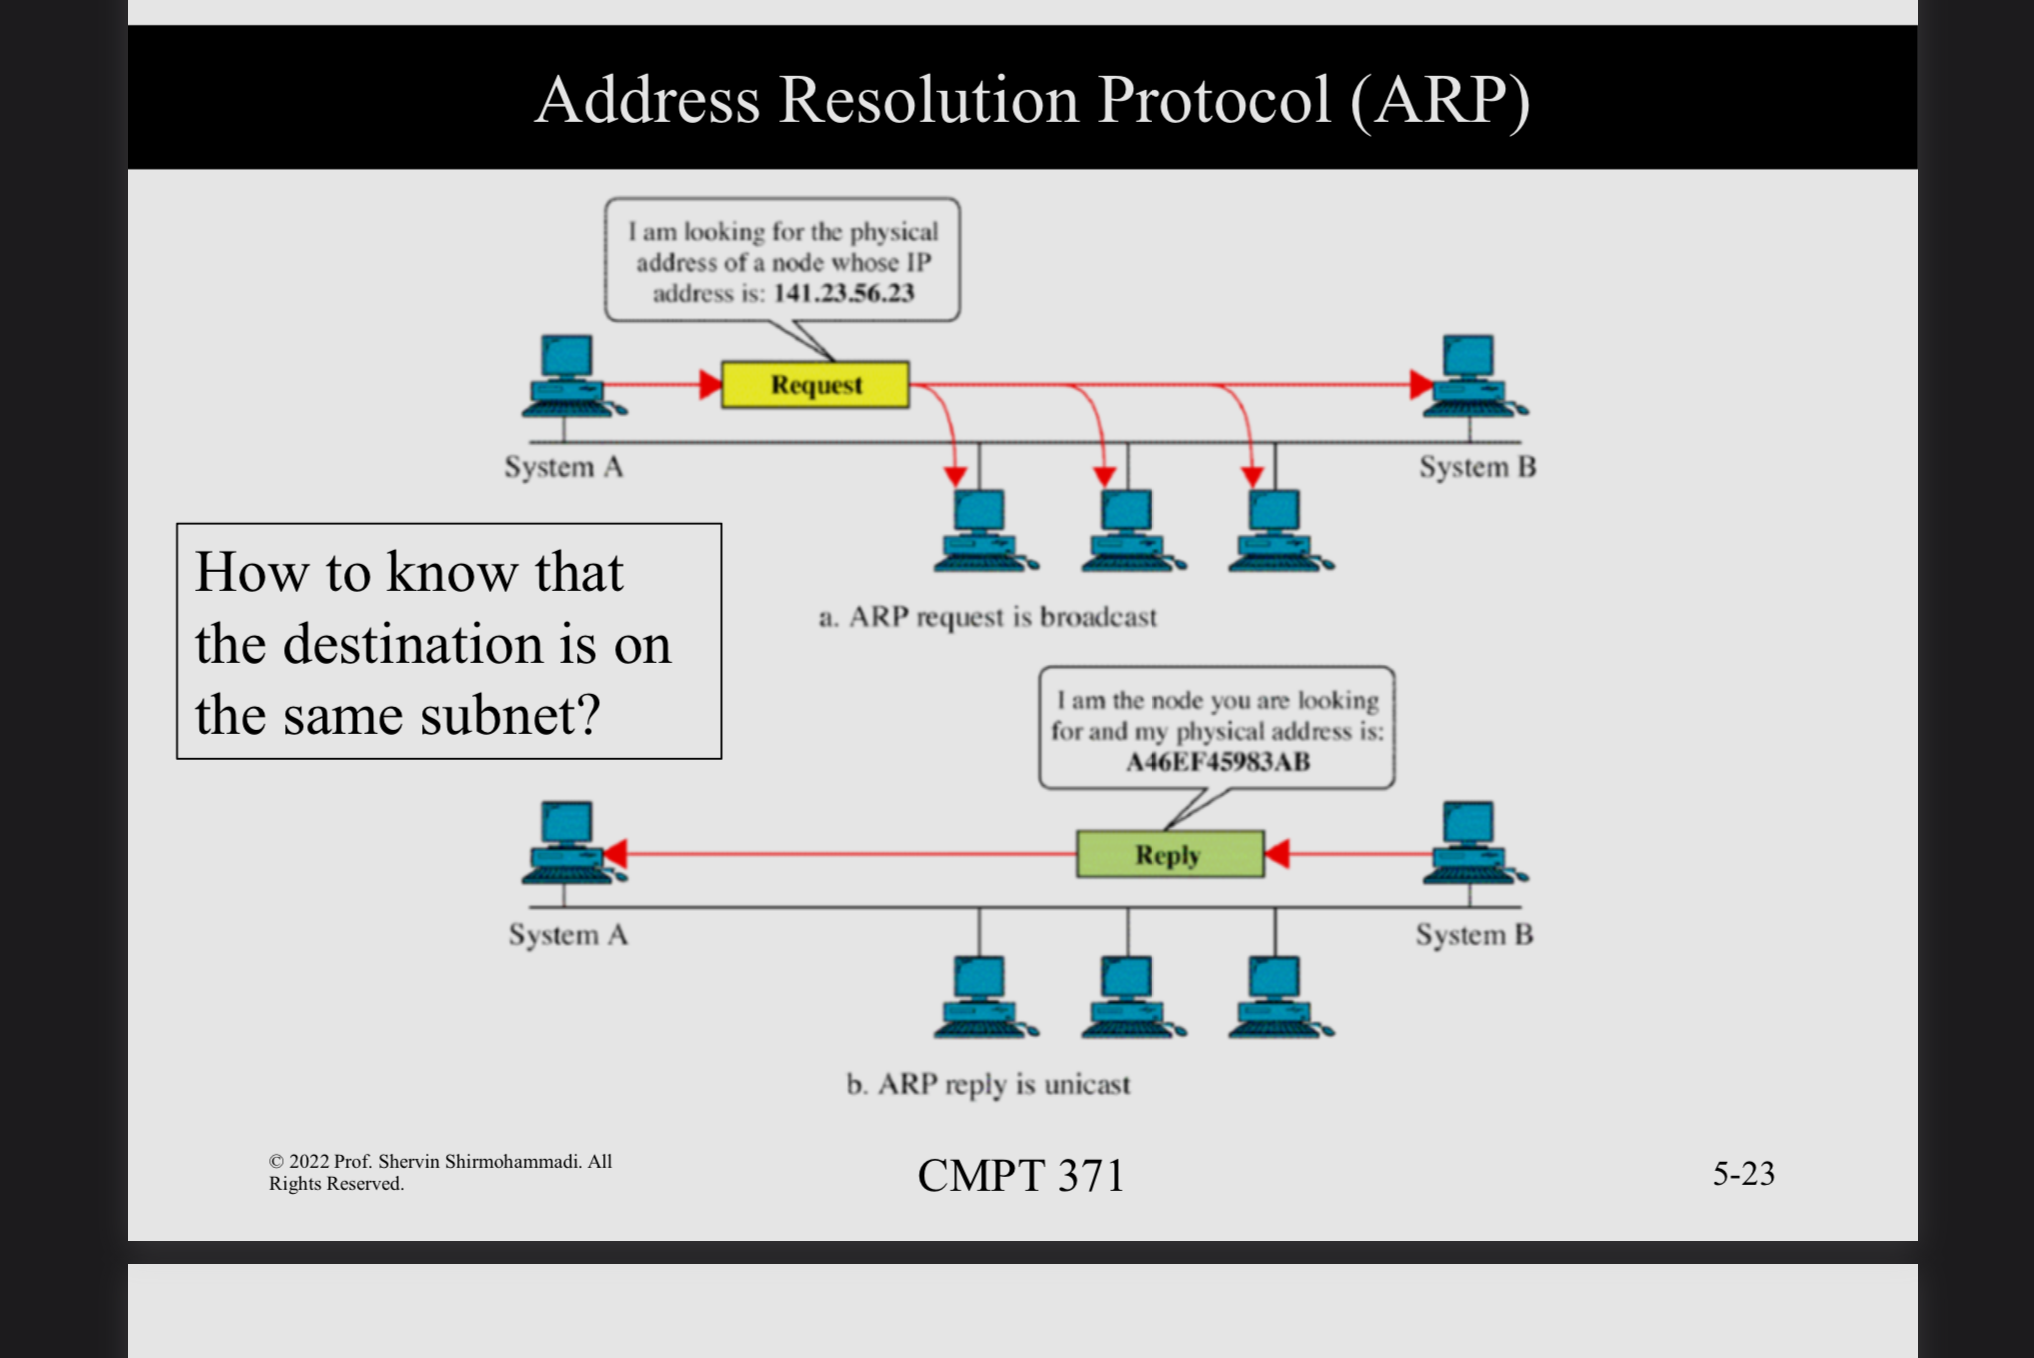 Address Resolution Protocol (ARP)
I am looking for the physical
address of a node whose IP
address is: 141.23.56.23
Request
System A
System B
How to know that
the destination is on
the same subnet?
a. ARP request is broadcast
I am the node you are looking
for and my physical address is:
A46EF45983AB
Reply
System A
System B
b. ARP reply is unicast
© 2022 Prof. Shervin Shirmohammadi. All
Rights Reserved.
CMPT 371
5-23